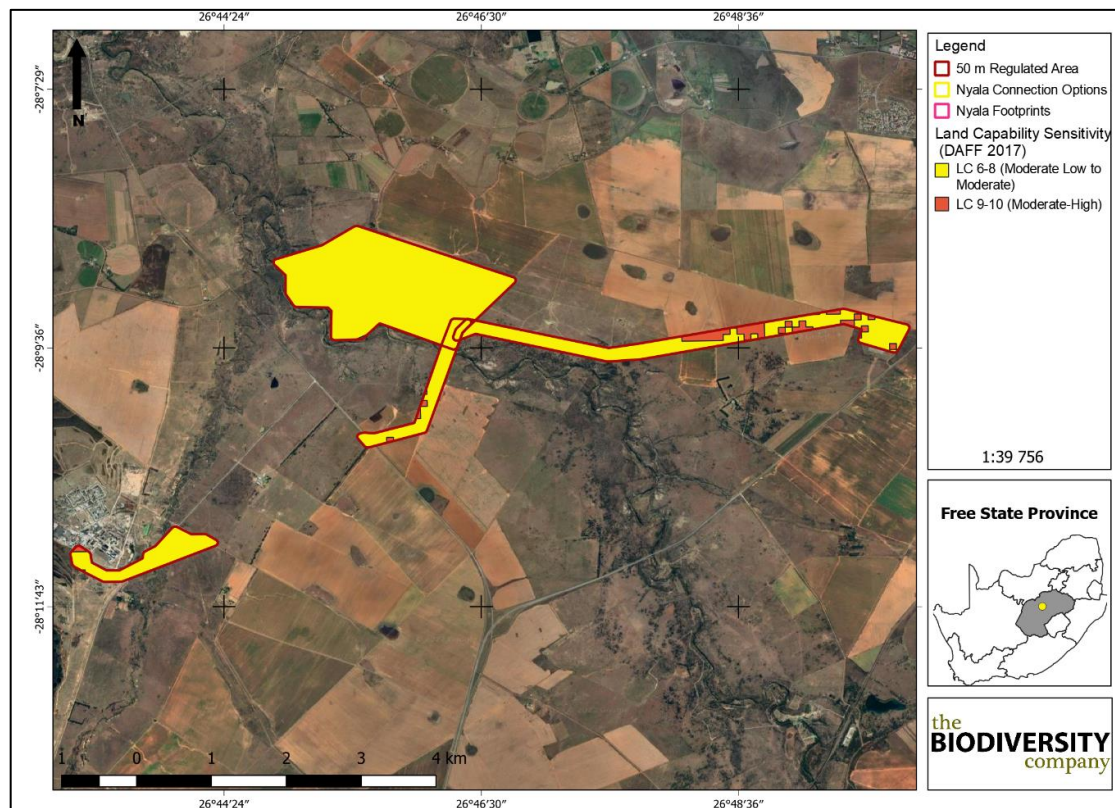 26°44'24"
26°46'30"
26°48'36"
-28°7'29"
-28°9'36"
-28°11'43"
N
1 0 1 2 3 4 km
26°44'24"
26°46'30"
26°48'36"
Legend
50 m Regulated Area
Nyala Connection Options
Nyala Footprints
Land Capability Sensitivity
(DAFF 2017)
LC 6-8 (Moderate Low to
Moderate)
LC 9-10 (Moderate-High)
1:39 756
Free State Province
the
BIODIVERSITY
company